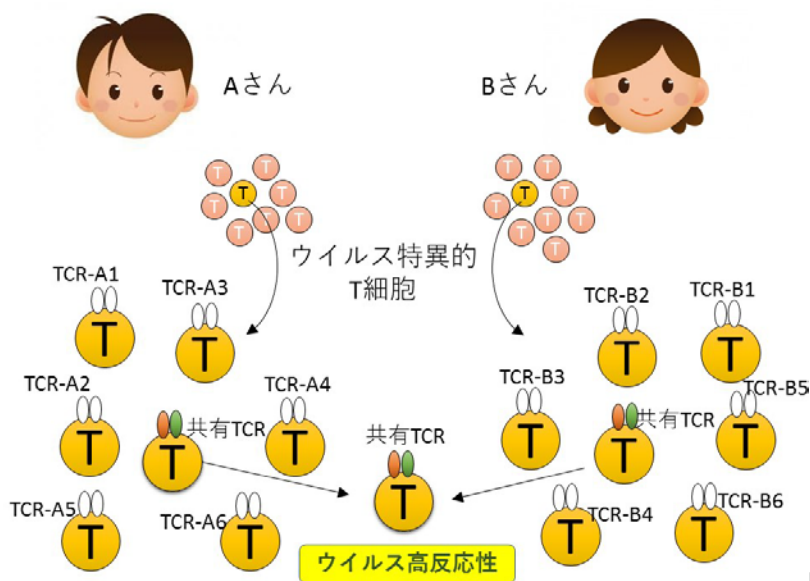 Aさん
Bさん
T T T T T T T T T
T T T T T T T T T
ウイルス特異的
T細胞
TCR-A1
TCR-A3
T
T
TCR-A2
TCR-A4
T
共有TCR
T
T
TCR-A5
TCR-A6
T
T
共有TCR
T
TCR-B2
TCR-B1
T
T
TCR-B3
TCR-B5
T
共有TCR
T
T
TCR-B4
TCR-B6
T
T
ウイルス高反応性